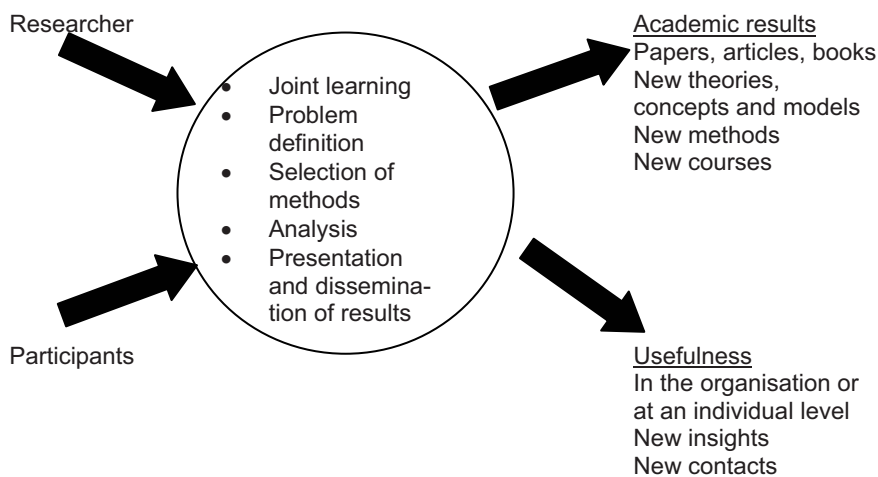 Researcher
• Joint learning
• Problem
definition
• Selection of
methods
• Analysis
• Presentation
and dissemina-
tion of results
Participants
Academic results
Papers, articles, books
New theories,
concepts and models
New methods
New courses
Usefulness
In the organisation or
at an individual level
New insights
New contacts